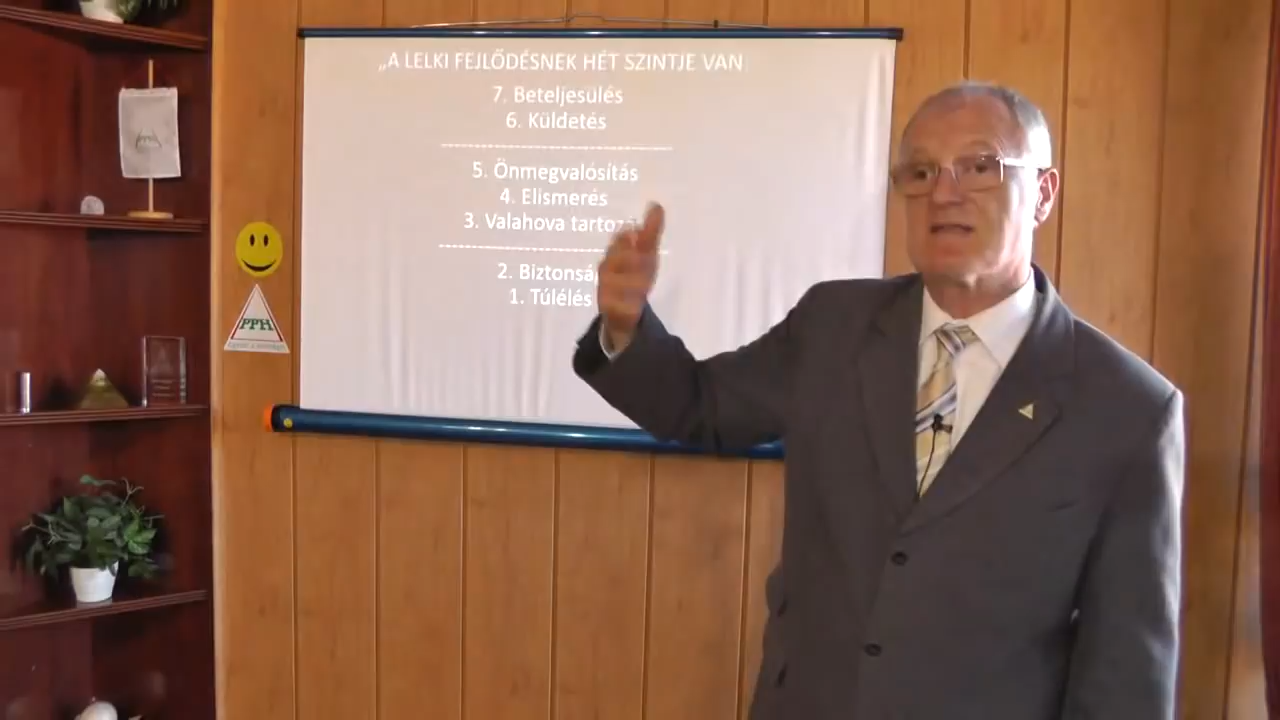 „A LELKI FEJLŐDÉSNEK HÉT SZINTJE VAN
7. Beteljesülés
6. Küldetés
5. Önmegvalósítás
4. Elismerés
3. Valahova
2.
1. Túlélés
PPH